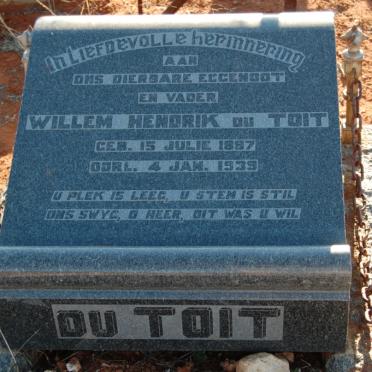 In Liefdevolle herinnering
AAN
ONS DIERBARE EGGENOOT
EN VADER
WILLEM HENDRIK DU TOIT
GEB. 15 JULIE 1887
OORL. 4 JAN. 1939
U PLEK IS LEEG, U STEM IS STIL
ONS SWYG, O HEER, DIT WAS U WIL
DU TOIT